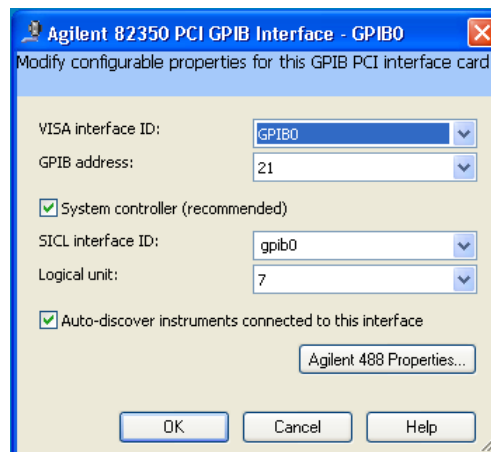 Agilent 82350 PCI GPIB Interface - GPIB0
Modify configurable properties for this GPIB PCI interface card
VISA interface ID: GPIB0
GPIB address: 21
System controller (recommended)
SICL interface ID: gpib0
Logical unit: 7
Auto-discover instruments connected to this interface
Agilent 488 Properties...
OK Cancel Help